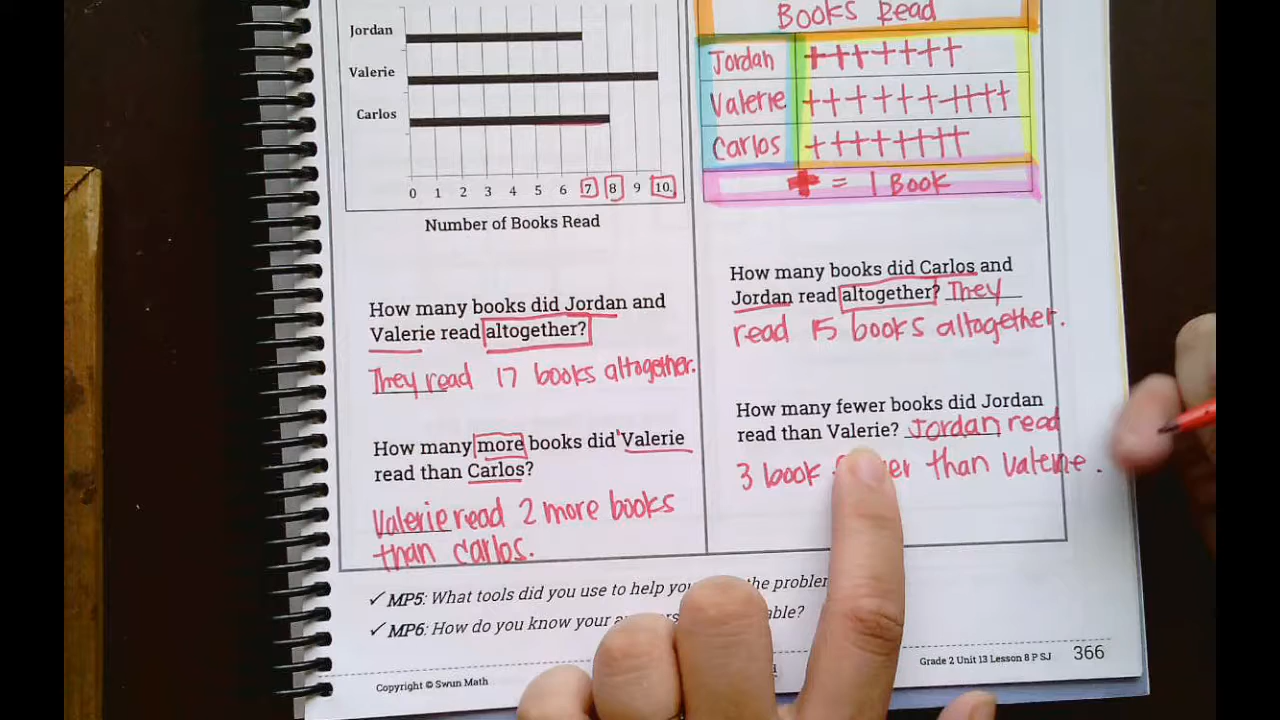 Jordan
Valerie
Carlos
0 1 2 3 4 5 6 7 8 9 10
Number of Books Read
How many books did Jordan and
Valerie read altogether?
They read 17 books altogether.
How many more books did Valerie
read than Carlos?
Valerie read 2 more books
than carlos.
Books Read
Jordan
Valerie
Carlos
= 1 Book
How many books did Carlos and
Jordan read altogether? They
read 15 books altogether.
How many fewer books did Jordan
read than Valerie? Jordan read
3 book than Valerie.
✓ MP5: What tools did you use to help the problem
✓ MP6: How do you know your
Copyright © Swun Math
Grade 2 Unit 13 Lesson 8 P SJ 366